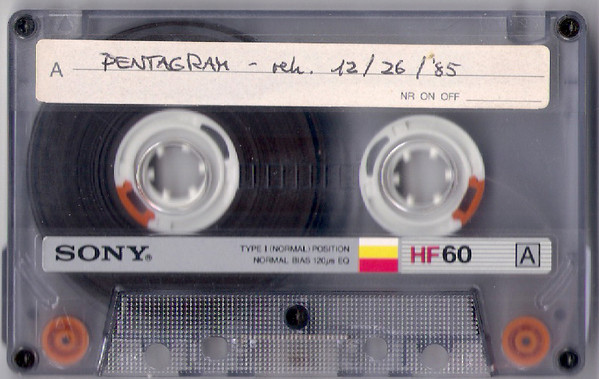 A PENTAGRAM - reh. 12/26/'85
NR ON OFF
SONY® TYPE I (NORMAL) POSITION HF60 A
NORMAL BIAS 120μs EQ